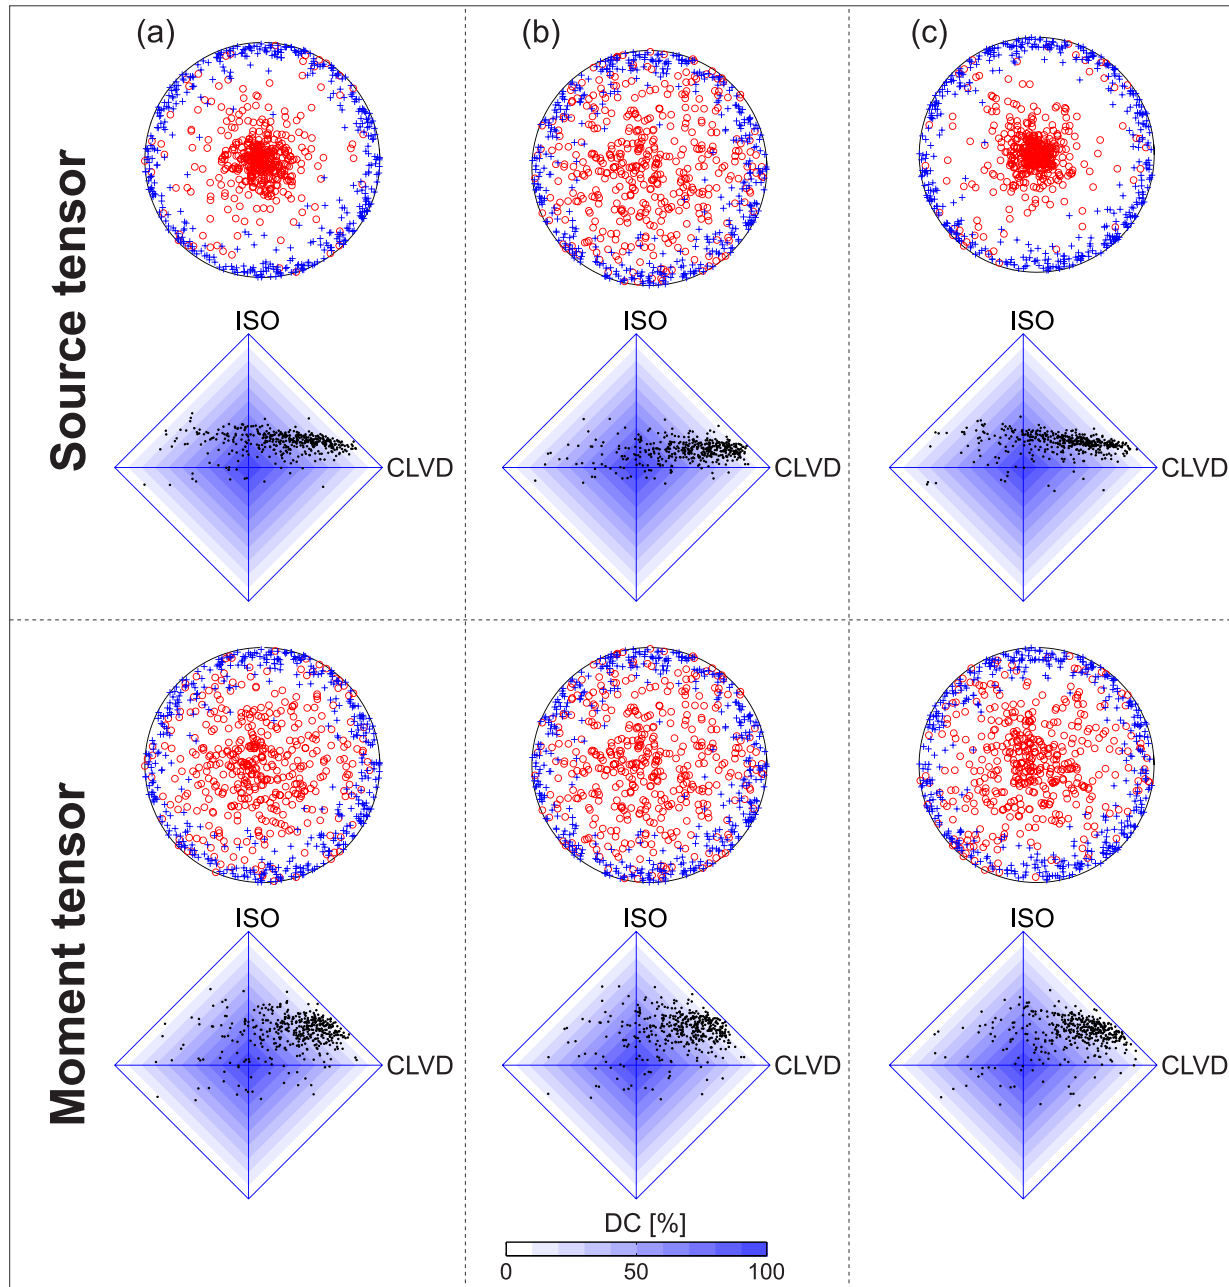 (a)
(b)
(c)
Source tensor
ISO
ISO
ISO
CLVD
CLVD
CLVD
Moment tensor
ISO
ISO
ISO
CLVD
CLVD
CLVD
DC [%]
0
50
100